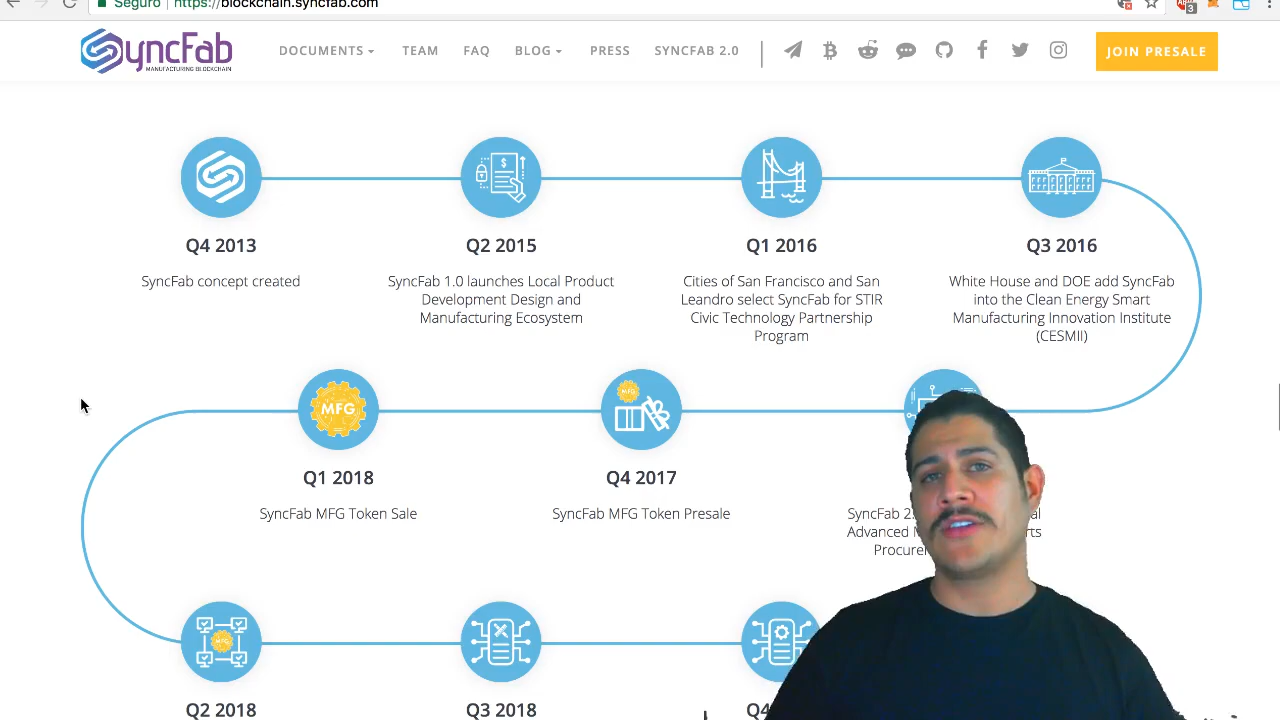 Seguro
https://blockchain.syncfab.com
3
SyncFab
MANUFACTURING BLOCKCHAIN
DOCUMENTS
TEAM
FAQ
BLOG
PRESS
SYNCFAB 2.0
JOIN PRESALE
$
Q4 2013
Q2 2015
Q1 2016
Q3 2016
SyncFab concept created
SyncFab 1.0 launches Local Product
Development Design and
Manufacturing Ecosystem
Cities of San Francisco and San
Leandro select SyncFab for STIR
Civic Technology Partnership
Program
White House and DOE add SyncFab
into the Clean Energy Smart
Manufacturing Innovation Institute
(CESMII)
MFG
MFG
Q1 2018
Q4 2017
SyncFab MFG Token Sale
SyncFab MFG Token Presale
SyncFab
Advanced
MFG
Q2 2018
Q3 2018